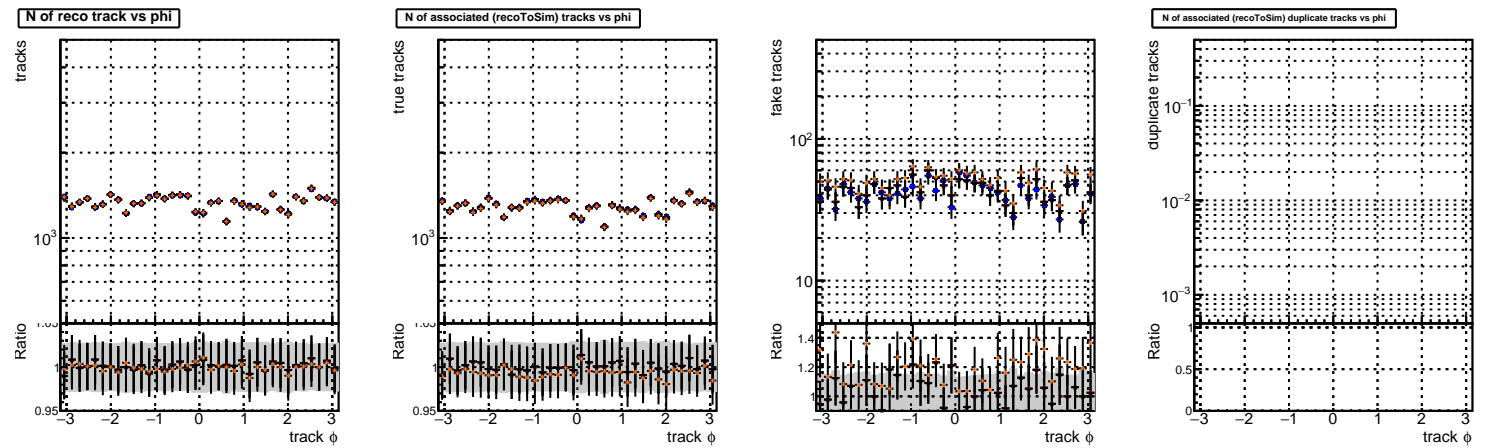 N of reco track vs phi
tracks
10³
Ratio
1
0.95
−3 −2 −1 0 1 2 3
track ϕ
N of associated (recoToSim) tracks vs phi
true tracks
10³
Ratio
1
0.95
−3 −2 −1 0 1 2 3
track ϕ
fake tracks
10²
10
Ratio
1.4
1.2
1
−3 −2 −1 0 1 2 3
track ϕ
N of associated (recoToSim) duplicate tracks vs phi
duplicate tracks
10⁻¹
10⁻²
10⁻³
Ratio
1
0.5
0
−3 −2 −1 0 1 2 3
track ϕ